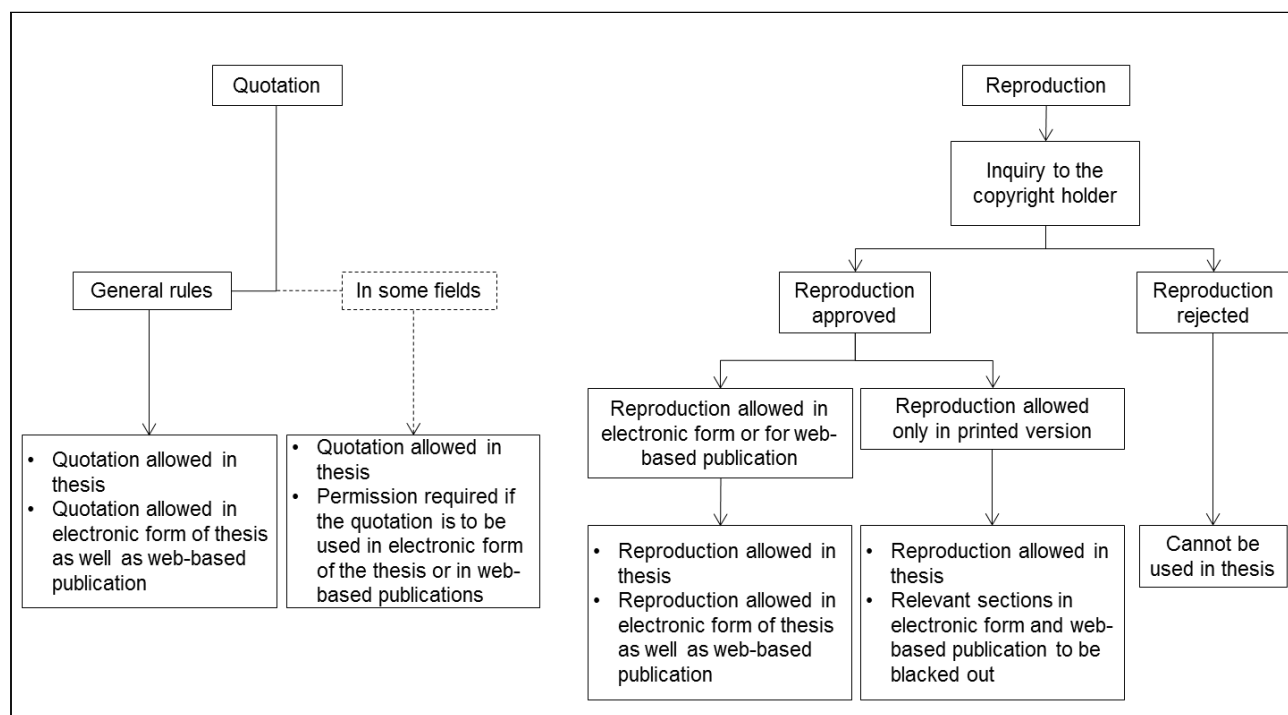 Quotation
General rules
In some fields
• Quotation allowed in
thesis
• Quotation allowed in
electronic form of thesis
as well as web-based
publication
• Quotation allowed in
thesis
• Permission required if
the quotation is to be
used in electronic form
of the thesis or in web-
based publications
Reproduction
Inquiry to the
copyright holder
Reproduction
approved
Reproduction
rejected
Reproduction allowed in
electronic form or for web-
based publication
Reproduction allowed
only in printed version
• Reproduction allowed in
thesis
• Reproduction allowed in
electronic form of thesis
as well as web-based
publication
• Reproduction allowed in
thesis
• Relevant sections in
electronic form and web-
based publication to be
blacked out
Cannot be
used in thesis